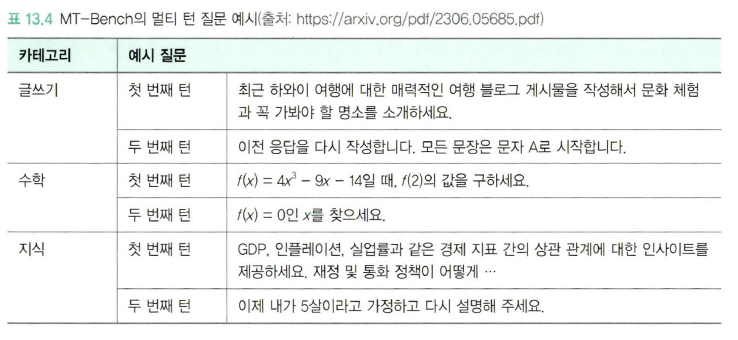 표 13.4 MT-Bench의 멀티 턴 질문 예시(출처: https://arxiv.org/pdf/2306.05685.pdf)
카테고리 예시 질문
글쓰기 첫 번째 턴 최근 하와이 여행에 대한 매력적인 여행 블로그 게시물을 작성해서 문화 체험
과 꼭 가봐야 할 명소를 소개하세요.
두 번째 턴 이전 응답을 다시 작성합니다. 모든 문장은 문자 A로 시작합니다.
수학 첫 번째 턴 f(x) = 4x³ − 9x − 14일 때, f(2)의 값을 구하세요.
두 번째 턴 f(x) = 0인 x를 찾으세요.
지식 첫 번째 턴 GDP, 인플레이션, 실업률과 같은 경제 지표 간의 상관 관계에 대한 인사이트를
제공하세요. 재정 및 통화 정책이 어떻게 …
두 번째 턴 이제 내가 5살이라고 가정하고 다시 설명해 주세요.